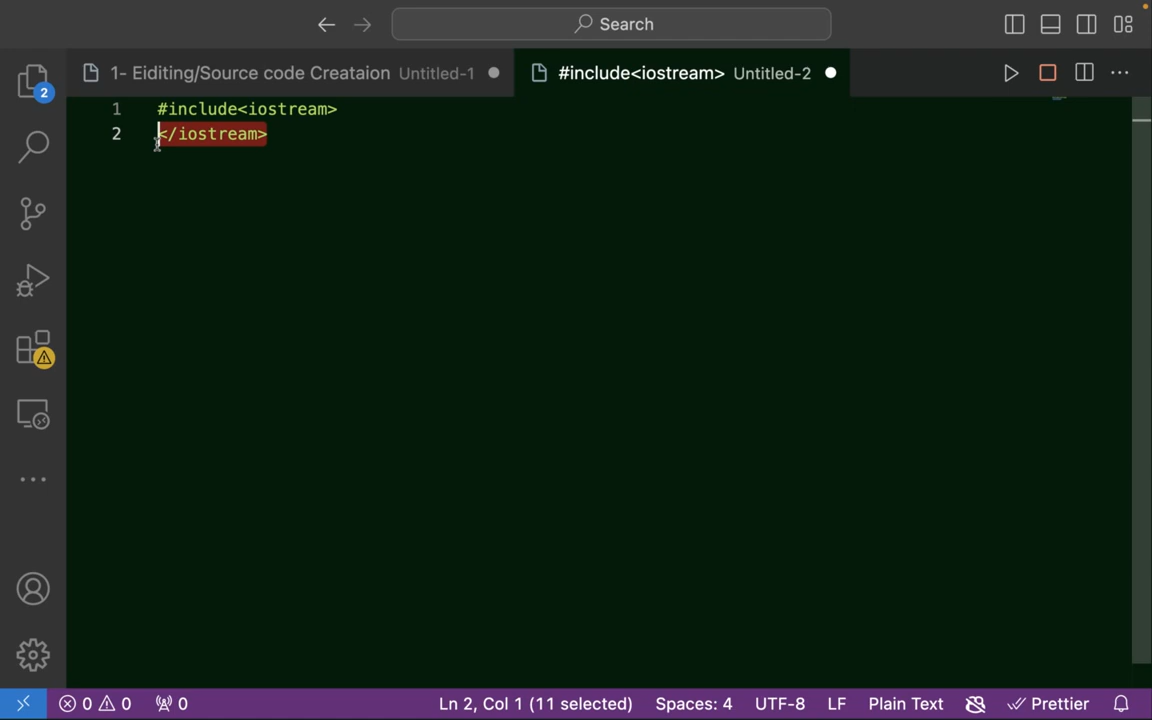 Search
1- Eiditing/Source code Creataion Untitled-1
#include<iostream> Untitled-2
2
1 #include<iostream>
2 </iostream>
0 0 0 Ln 2, Col 1 (11 selected) Spaces: 4 UTF-8 LF Plain Text Prettier